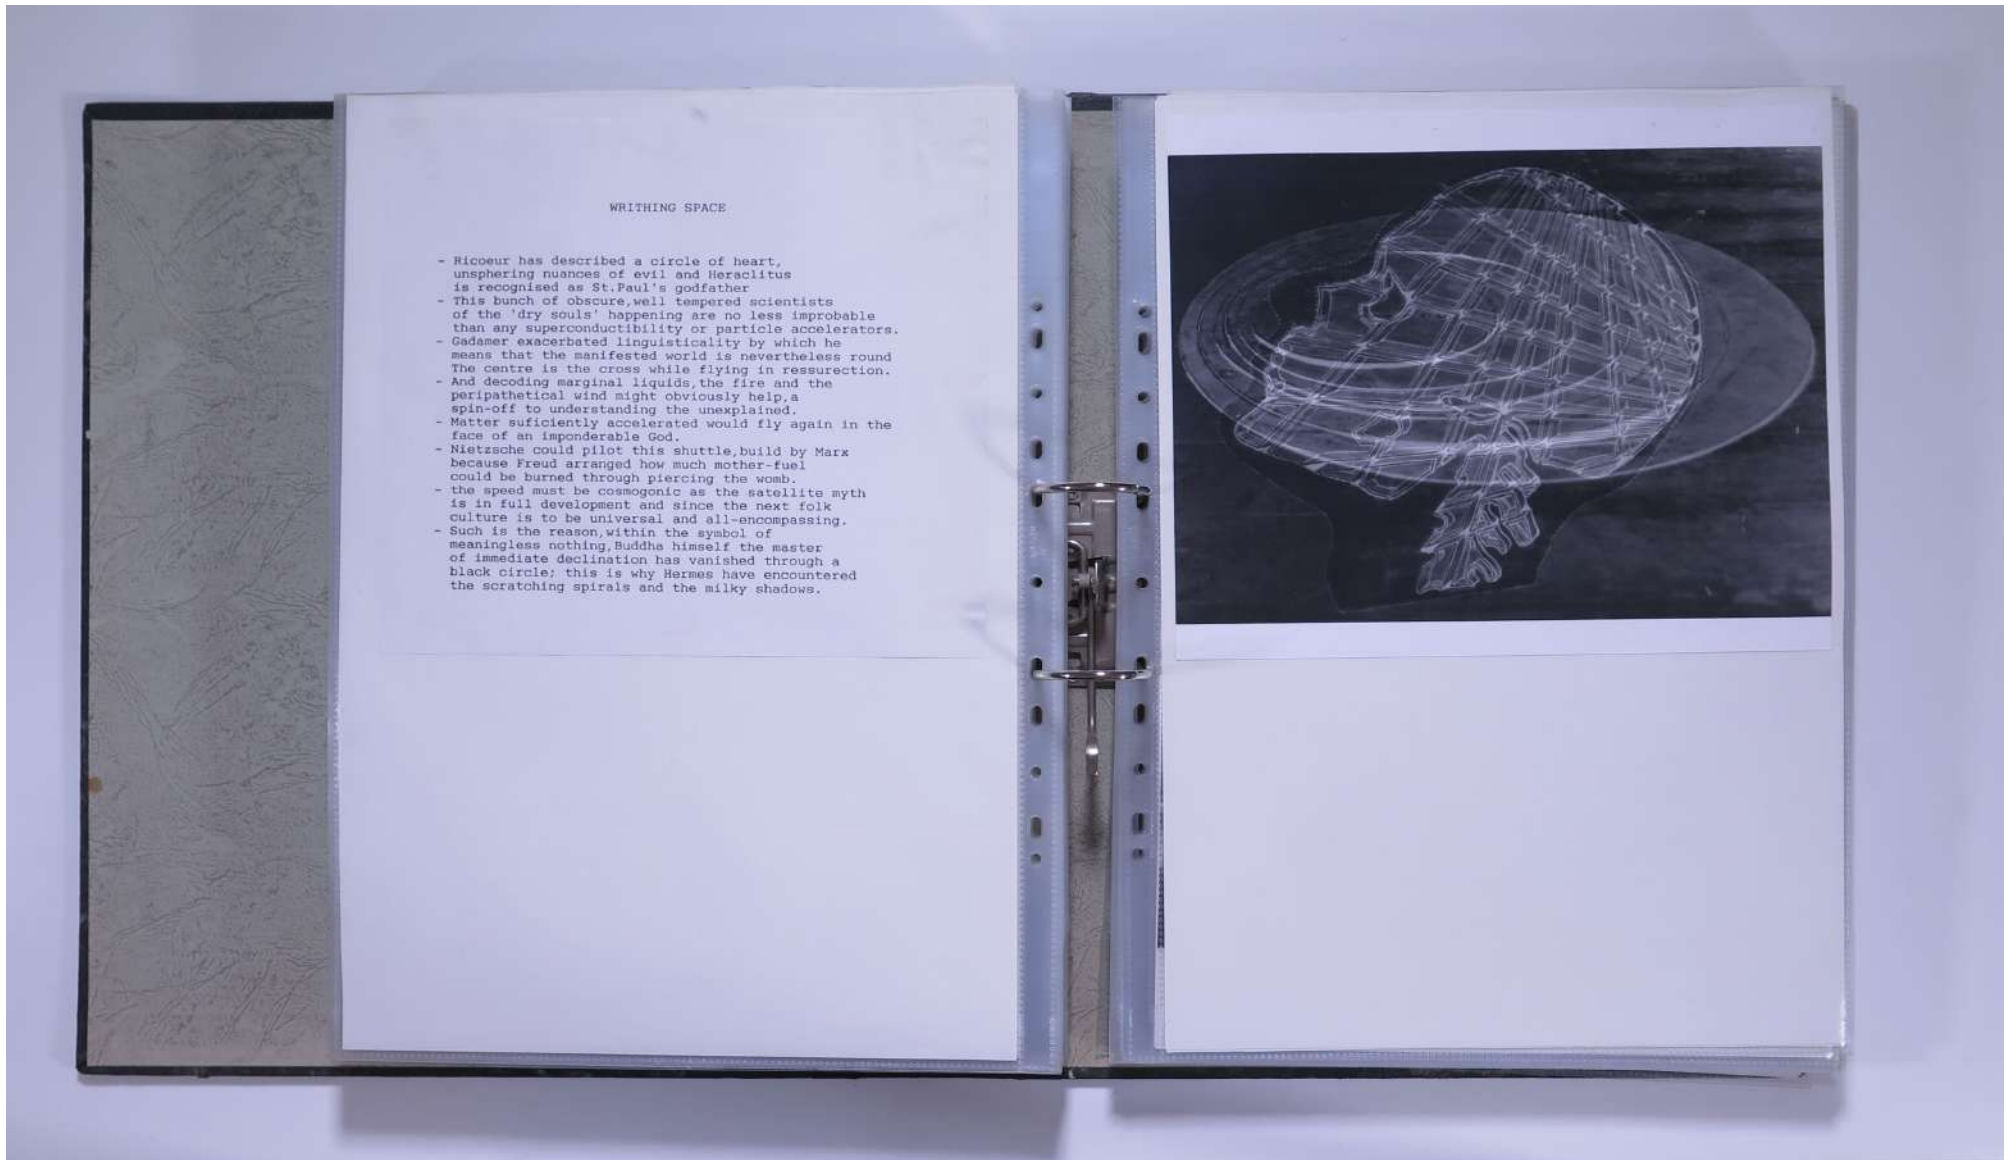 WRITHING SPACE
- Ricoeur has described a circle of heart,
unsphering nuances of evil and Heraclitus
is recognised as St.Paul's godfather
- This bunch of obscure,well tempered scientists
of the 'dry souls' happening are no less improbable
than any superconductibility or particle accelerators.
- Gadamer exacerbated linguisticality by which he
means that the manifested world is nevertheless round
The centre is the cross while flying in ressurection.
- And decoding marginal liquids,the fire and the
peripathetical wind might obviously help,a
spin-off to understanding the unexplained.
- Matter suficiently accelerated would fly again in the
face of an imponderable God.
- Nietzsche could pilot this shuttle,build by Marx
because Freud arranged how much mother-fuel
could be burned through piercing the womb.
- the speed must be cosmogonic as the satellite myth
is in full development and since the next folk
culture is to be universal and all-encompassing.
- Such is the reason,within the symbol of
meaningless nothing,Buddha himself the master
of immediate declination has vanished through a
black circle; this is why Hermes have encountered
the scratching spirals and the milky shadows.